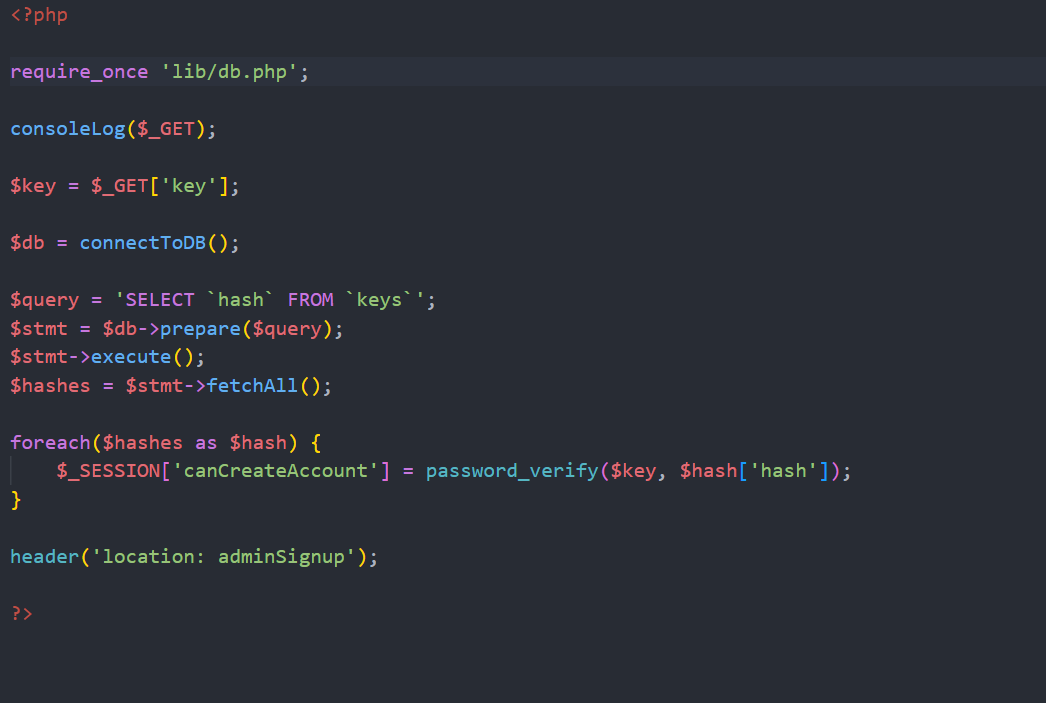 <?php
require_once 'lib/db.php';
consoleLog($_GET);
$key = $_GET['key'];
$db = connectToDB();
$query = 'SELECT `hash` FROM `keys`';
$stmt = $db->prepare($query);
$stmt->execute();
$hashes = $stmt->fetchAll();
foreach($hashes as $hash) {
    $_SESSION['canCreateAccount'] = password_verify($key, $hash['hash']);
}
header('location: adminSignup');
?>